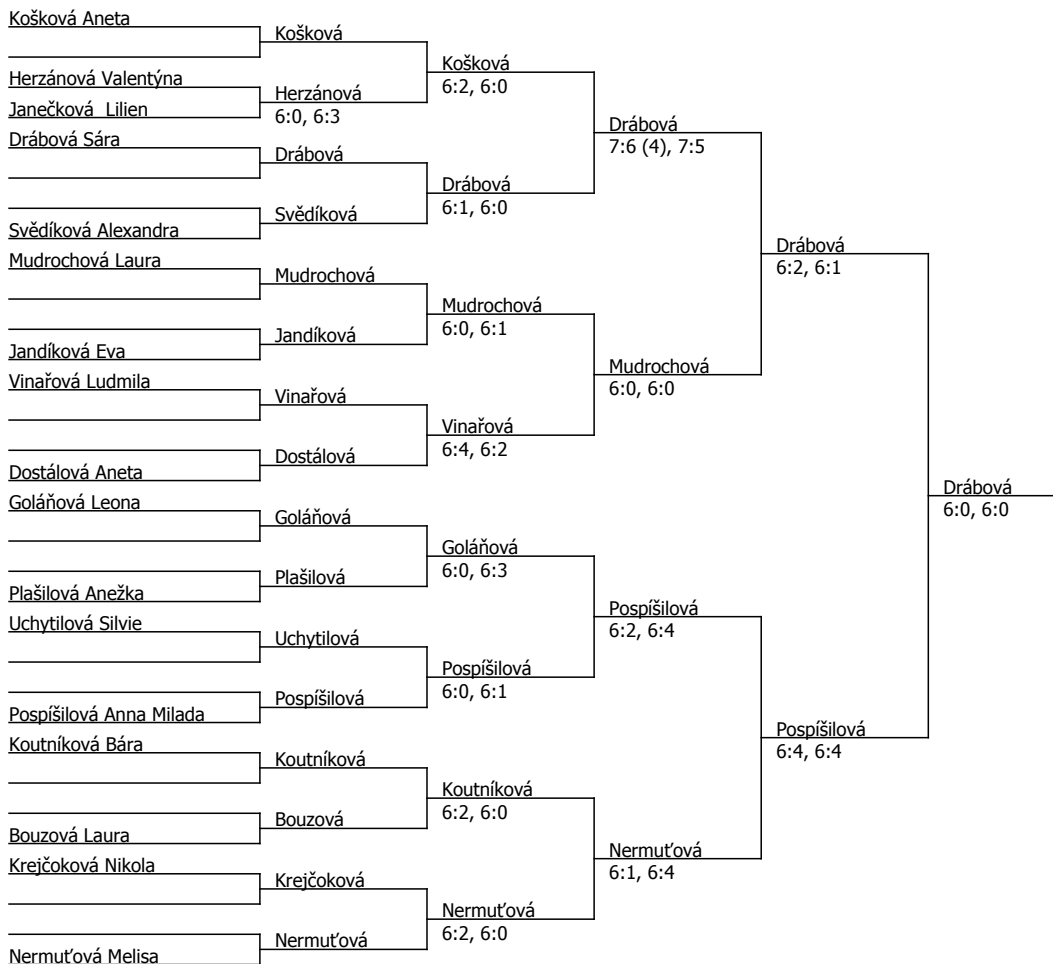 Košková Aneta
Košková
Košková
6:2, 6:0
Herzánová Valentýna
Herzánová
6:0, 6:3
Janečková Lilien
Drábová
7:6 (4), 7:5
Drábová Sára
Drábová
Drábová
6:1, 6:0
Svědíková
Svědíková Alexandra
Drábová
6:2, 6:1
Mudrochová Laura
Mudrochová
Mudrochová
6:0, 6:1
Jandíková
Jandíková Eva
Mudrochová
6:0, 6:0
Vinařová Ludmila
Vinařová
Vinařová
6:4, 6:2
Dostálová
Dostálová Aneta
Drábová
6:0, 6:0
Goláňová Leona
Goláňová
Goláňová
6:0, 6:3
Plašilová
Plašilová Anežka
Pospíšilová
6:2, 6:4
Uchytilová Silvie
Uchytilová
Pospíšilová
6:0, 6:1
Pospíšilová
Pospíšilová Anna Milada
Pospíšilová
6:4, 6:4
Koutníková Bára
Koutníková
Koutníková
6:2, 6:0
Bouzová
Bouzová Laura
Nermuťová
6:1, 6:4
Krejčoková Nikola
Krejčoková
Nermuťová
6:2, 6:0
Nermuťová
Nermuťová Melisa